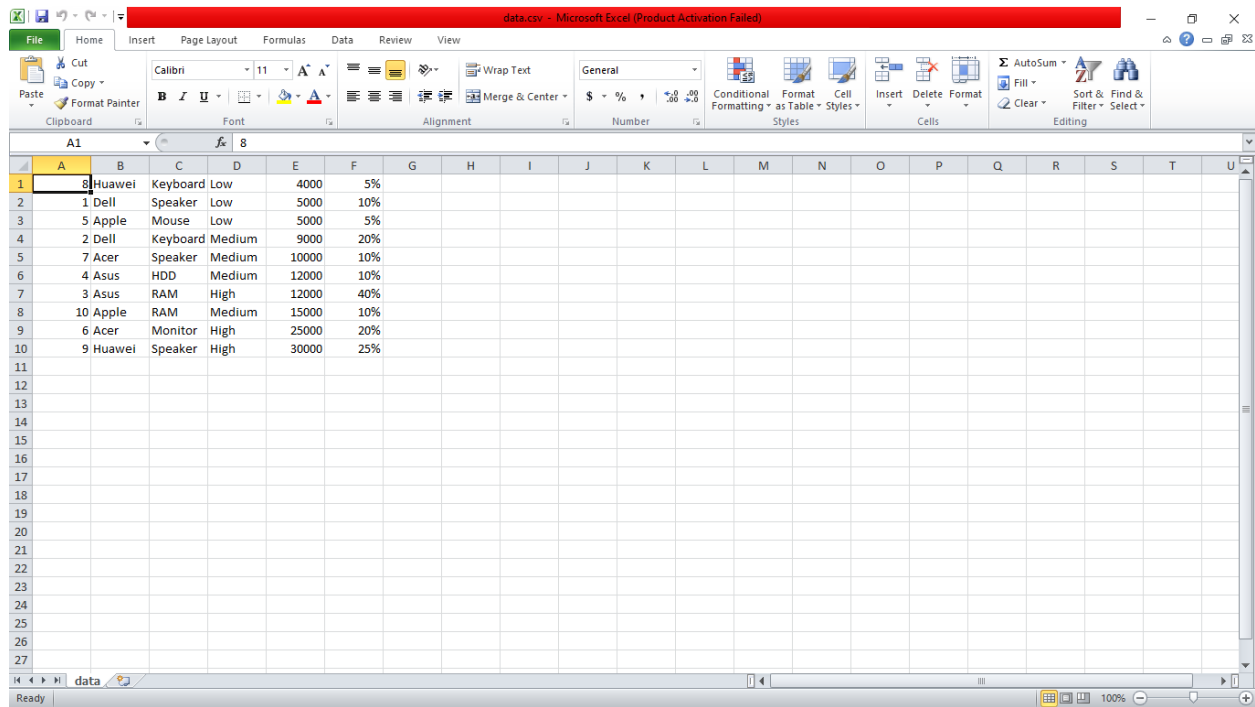 data.csv - Microsoft Excel (Product Activation Failed)
File Home Insert Page Layout Formulas Data Review View
Cut
Copy
Format Painter
Paste
Clipboard
Calibri 11
B I U
Font
Wrap Text
Merge & Center
Alignment
General
$ % ,
Number
Conditional Formatting
Format as Table
Cell Styles
Styles
Insert Delete Format
Cells
Σ AutoSum
Fill
Clear
Sort & Filter
Find & Select
Editing
A1 fx 8
A B C D E F G H I J K L M N O P Q R S T U
1 8 Huawei Keyboard Low 4000 5%
2 1 Dell Speaker Low 5000 10%
3 5 Apple Mouse Low 5000 5%
4 2 Dell Keyboard Medium 9000 20%
5 7 Acer Speaker Medium 10000 10%
6 4 Asus HDD Medium 12000 10%
7 3 Asus RAM High 12000 40%
8 10 Apple RAM Medium 15000 10%
9 6 Acer Monitor High 25000 20%
10 9 Huawei Speaker High 30000 25%
11
12
13
14
15
16
17
18
19
20
21
22
23
24
25
26
27
data
Ready 100%